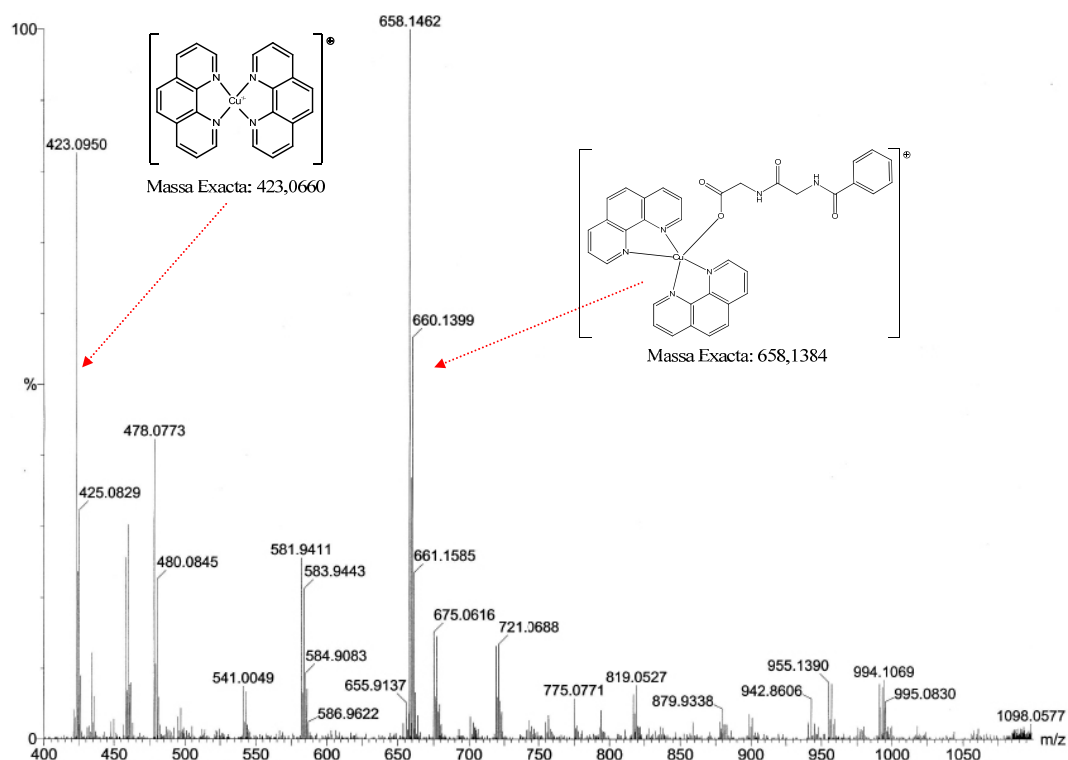 658.1462
100
N
N
Cu+
N
N
⊕
423.0950
Massa Exacta: 423,0660
O
O
H
N
N
H
O
O
N
N
Cu
N
N
⊕
660.1399
Massa Exacta: 658,1384
%
478.0773
425.0829
480.0845
581.9411
583.9443
661.1585
675.0616
721.0688
584.9083
541.0049
655.9137
586.9622
775.0771
819.0527
879.9338
955.1390
942.8606
994.1069
995.0830
1098.0577
0
m/z
400 450 500 550 600 650 700 750 800 850 900 950 1000 1050